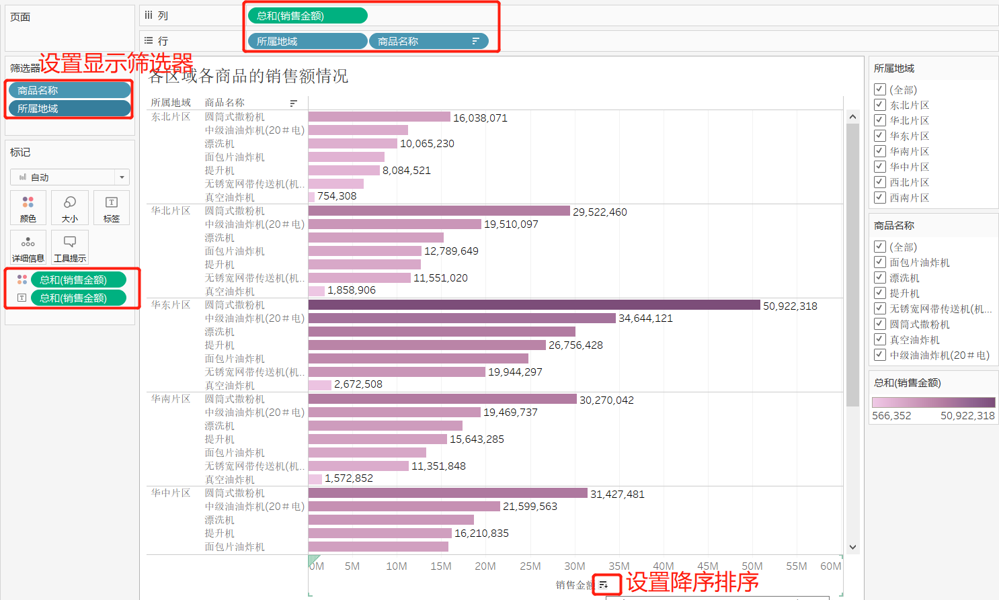 页面
iii 列
总和(销售金额)
行
所属地域
商品名称
筛选器
设置显示筛选器
商品名称
所属地域
标记
自动
颜色
大小
标签
详细信息
工具提示
总和(销售金额)
总和(销售金额)
各区域各商品的销售额情况
所属地域 商品名称
东北片区 圆筒式撒粉机 16,038,071
中级油油炸机(20＃电)
漂洗机 10,065,230
面包片油炸机
提升机 8,084,521
无锈宽网带传送机(机..
真空油炸机 754,308
华北片区 圆筒式撒粉机 29,522,460
中级油油炸机(20＃电) 19,510,097
漂洗机
面包片油炸机 12,789,649
提升机
无锈宽网带传送机(机.. 11,551,020
真空油炸机 1,858,906
华东片区 圆筒式撒粉机 50,922,318
中级油油炸机(20＃电) 34,644,121
漂洗机
提升机 26,756,428
面包片油炸机
无锈宽网带传送机(机.. 19,944,297
真空油炸机 2,672,508
华南片区 圆筒式撒粉机 30,270,042
中级油油炸机(20＃电) 19,469,737
漂洗机
提升机 15,643,285
面包片油炸机
无锈宽网带传送机(机.. 11,351,848
真空油炸机 1,572,852
华中片区 圆筒式撒粉机 31,427,481
中级油油炸机(20＃电) 21,599,563
漂洗机
提升机 16,210,835
面包片油炸机
0M 5M 10M 15M 20M 25M 30M 35M 40M 45M 50M 55M 60M
销售金额
设置降序排序
所属地域
(全部)
东北片区
华北片区
华东片区
华南片区
华中片区
西北片区
西南片区
商品名称
(全部)
面包片油炸机
漂洗机
提升机
无锈宽网带传送机(机...
圆筒式撒粉机
真空油炸机
中级油油炸机(20＃电)
总和(销售金额)
566,352 50,922,318